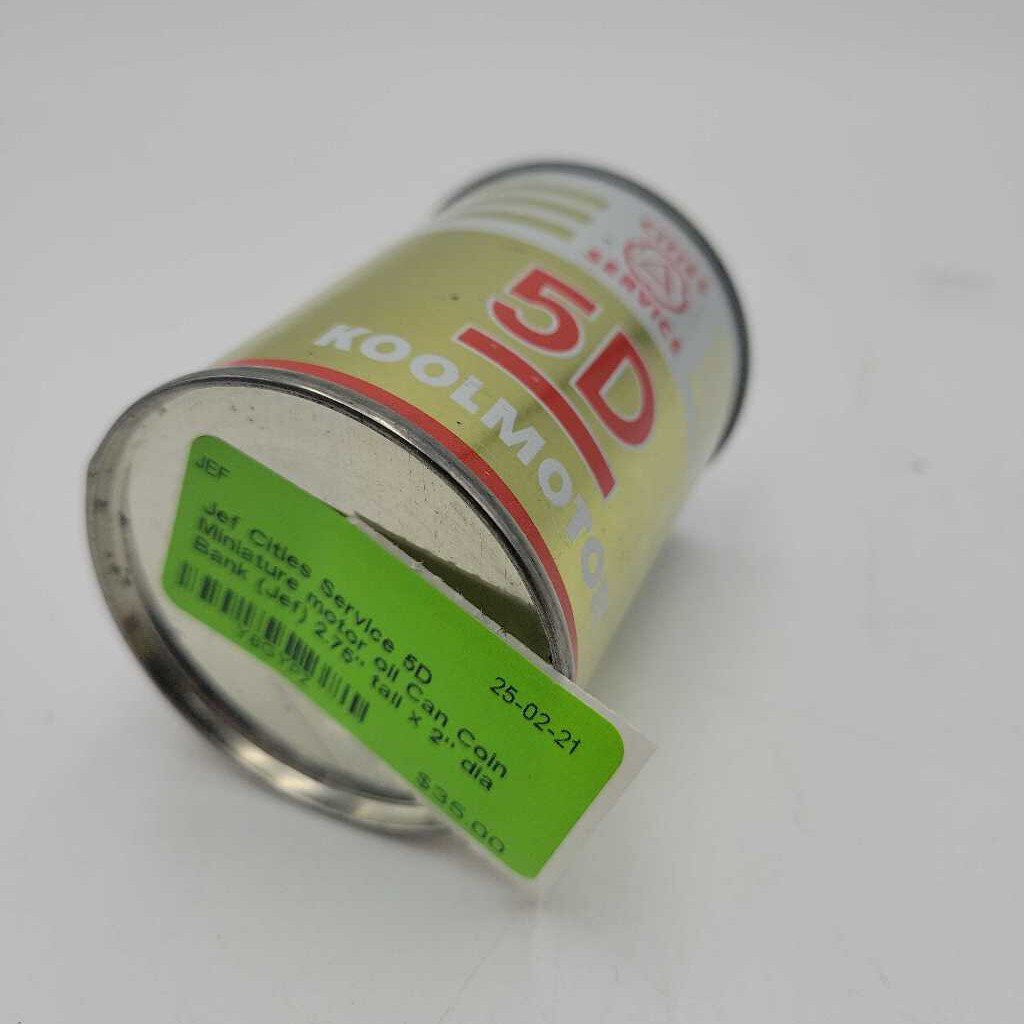 CITIES
SERVICE
5D
KOOLMOTOR
JEF
Jef Cities Service 5D
Miniature motor oil Can Coin
Bank (Jef) 2.75" tall x 2" dia
25-02-21
$35.00